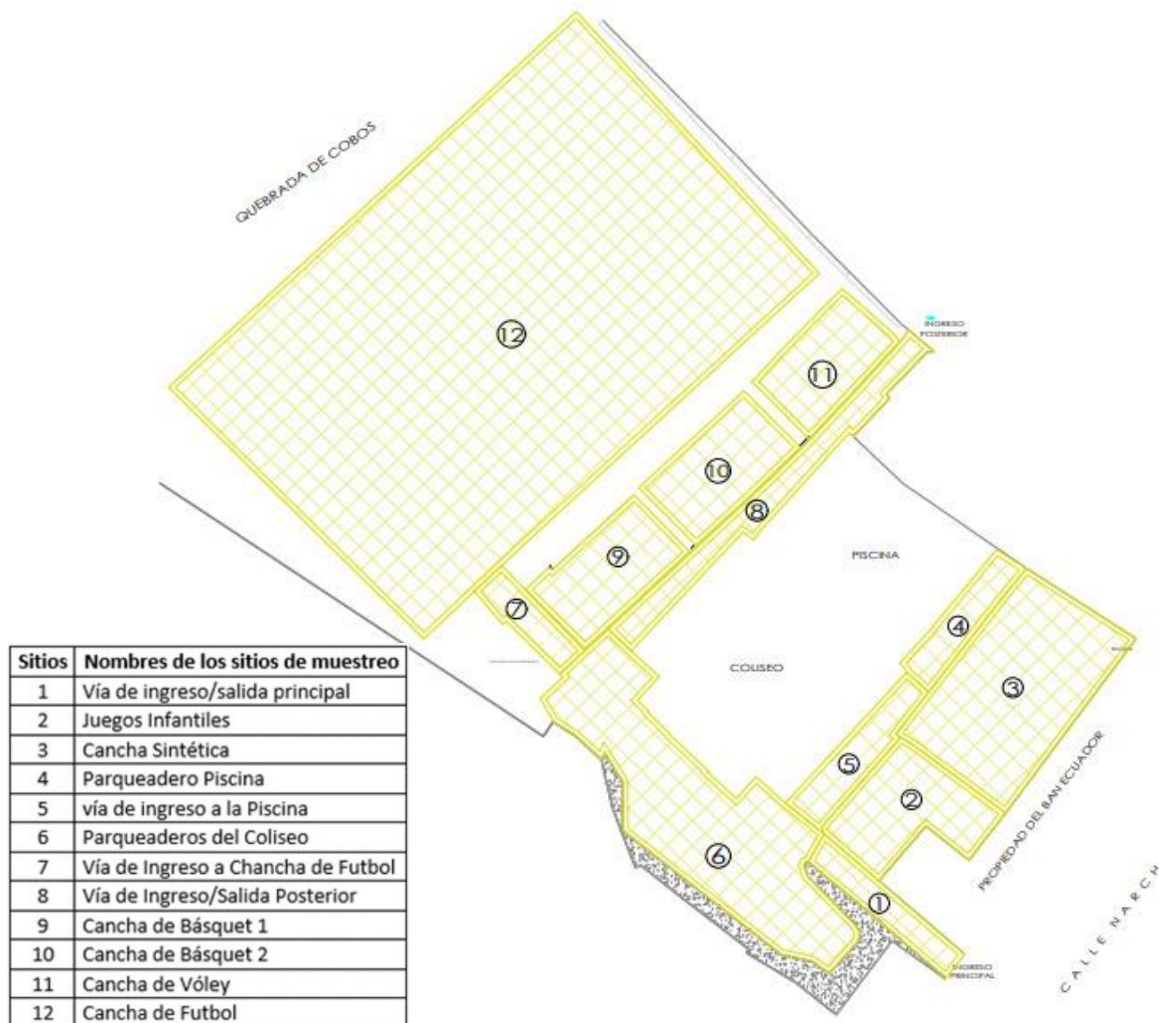 QUEBRADA DE COBOS
12
INGRESO
POSTERIOR
11
10
8
9
PISCINA
7
4
COLISEO
3
5
2
PROPIEDAD DEL BAN ECUADOR
6
1
CALLE NARCH
INGRESO
PRINCIPAL
Sitios Nombres de los sitios de muestreo
1 Vía de ingreso/salida principal
2 Juegos Infantiles
3 Cancha Sintética
4 Parqueadero Piscina
5 vía de ingreso a la Piscina
6 Parqueaderos del Coliseo
7 Vía de Ingreso a Chancha de Futbol
8 Vía de Ingreso/Salida Posterior
9 Cancha de Básquet 1
10 Cancha de Básquet 2
11 Cancha de Vóley
12 Cancha de Futbol